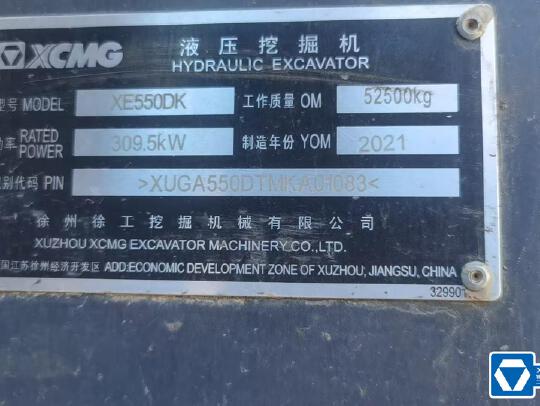 XCMG 液压挖掘机
HYDRAULIC EXCAVATOR
型号 MODEL XE550DK 工作质量 OM 52500kg
功率 RATED POWER 309.5kW 制造年份 YOM 2021
识别代码 PIN >XUGA550DTMKA01083<
徐州徐工挖掘机械有限公司
XUZHOU XCMG EXCAVATOR MACHINERY CO.,LTD.
国江苏徐州经济开发区 ADD:ECONOMIC DEVELOPMENT ZONE OF XUZHOU, JIANGSU, CHINA